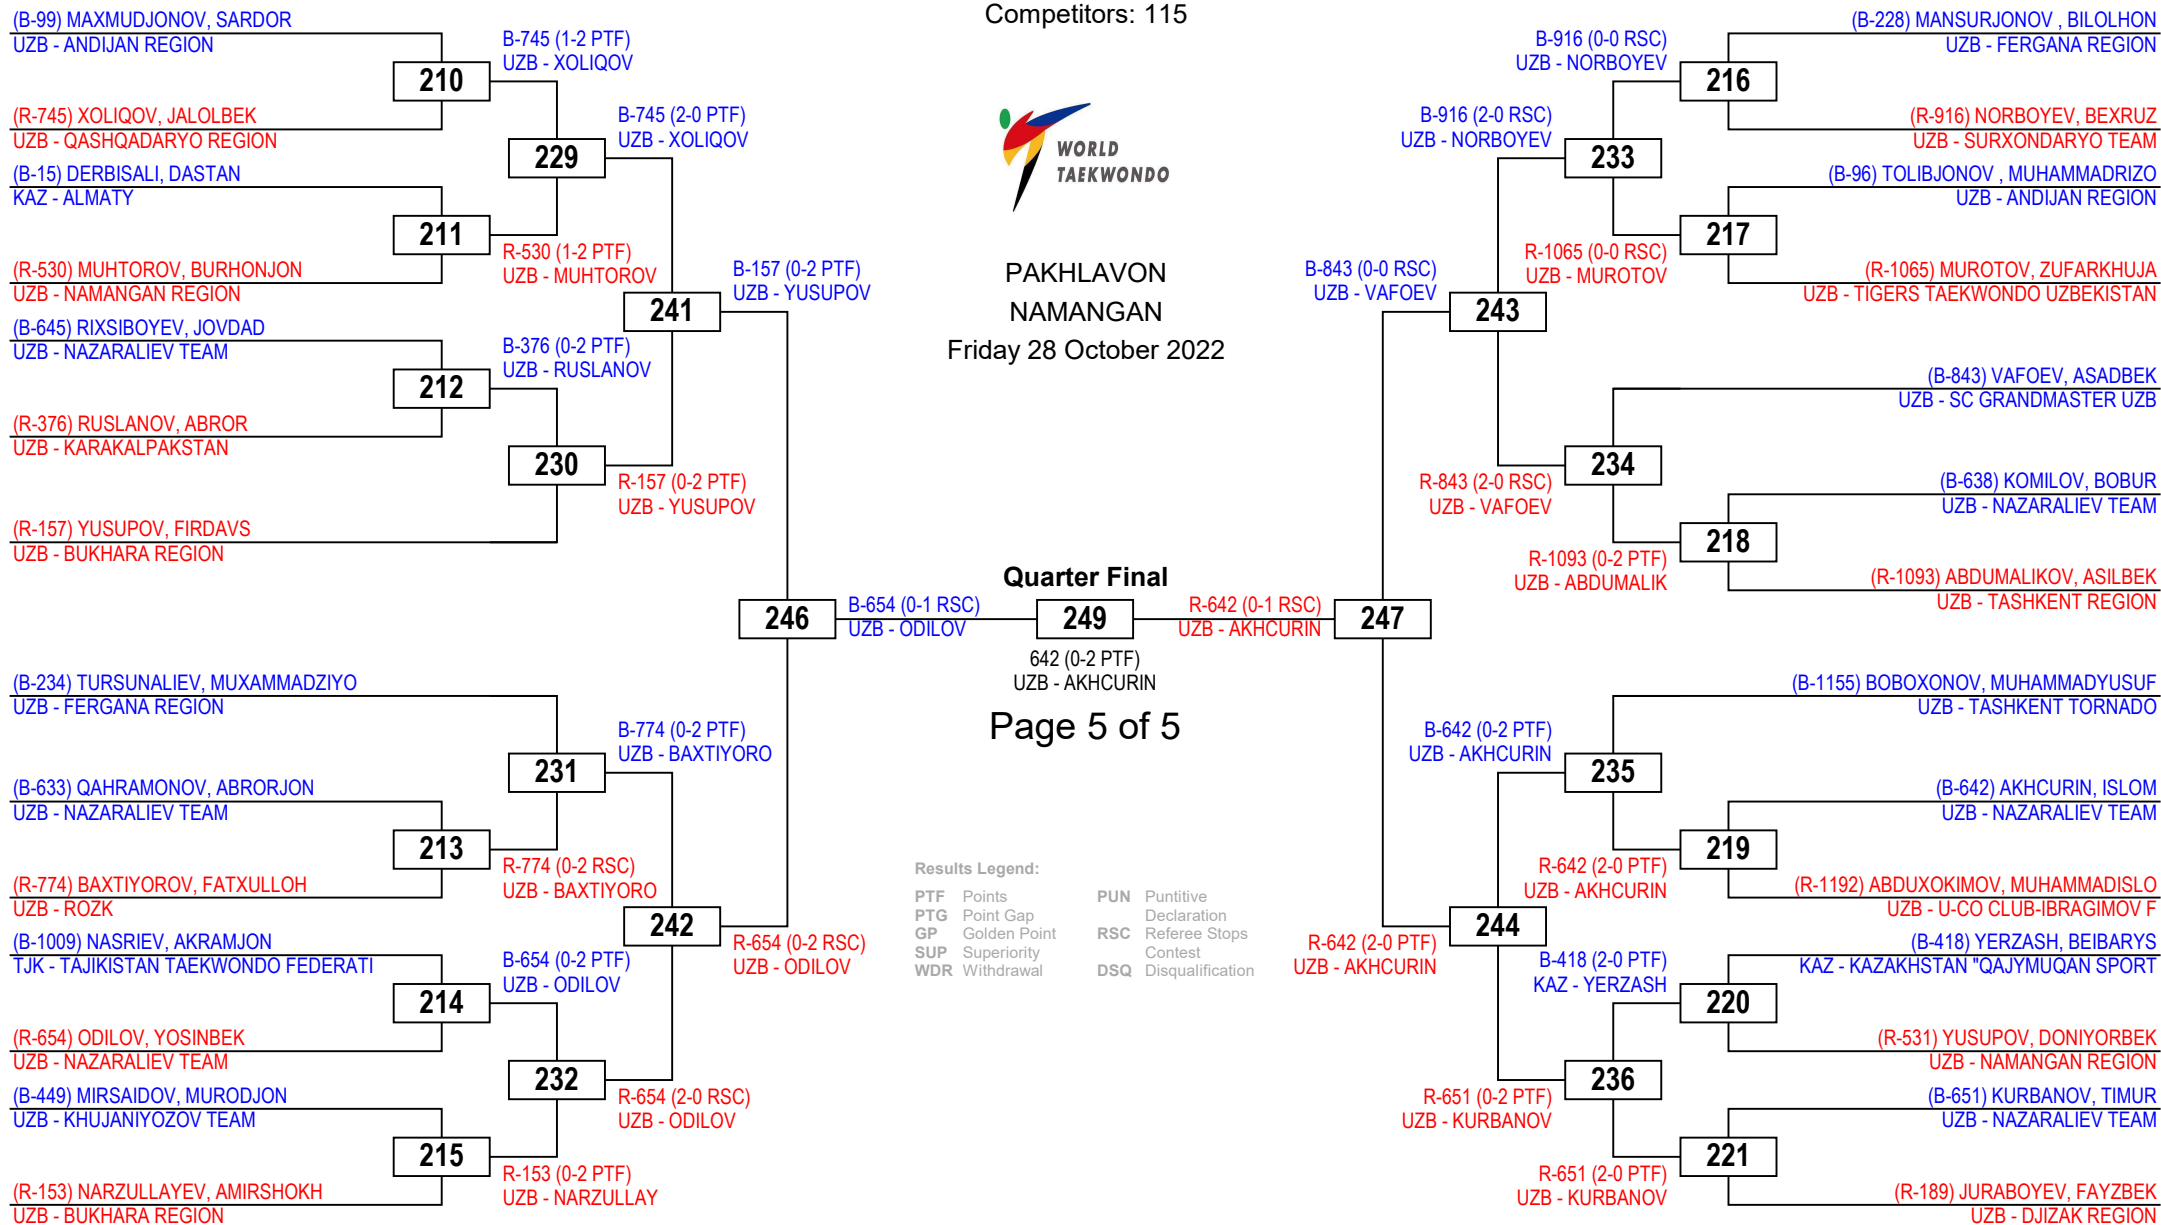 Competitors: 115
(B-99) MAXMUDJONOV, SARDOR
UZB - ANDIJAN REGION
210
(R-745) XOLIQOV, JALOLBEK
UZB - QASHQADARYO REGION
(B-15) DERBISALI, DASTAN
KAZ - ALMATY
211
(R-530) MUHTOROV, BURHONJON
UZB - NAMANGAN REGION
(B-645) RIXSIBOYEV, JOVDAD
UZB - NAZARALIEV TEAM
212
(R-376) RUSLANOV, ABROR
UZB - KARAKALPAKSTAN
(R-157) YUSUPOV, FIRDAVS
UZB - BUKHARA REGION
(B-234) TURSUNALIEV, MUXAMMADZIYO
UZB - FERGANA REGION
(B-633) QAHRAMONOV, ABRORJON
UZB - NAZARALIEV TEAM
213
(R-774) BAXTIYOROV, FATXULLOH
UZB - ROZK
(B-1009) NASRIEV, AKRAMJON
TJK - TAJIKISTAN TAEKWONDO FEDERATI
214
(R-654) ODILOV, YOSINBEK
UZB - NAZARALIEV TEAM
(B-449) MIRSAIDOV, MURODJON
UZB - KHUJANIYOZOV TEAM
215
(R-153) NARZULLAYEV, AMIRSHOKH
UZB - BUKHARA REGION
B-745 (1-2 PTF)
UZB - XOLIQOV
229
R-530 (1-2 PTF)
UZB - MUHTOROV
B-376 (0-2 PTF)
UZB - RUSLANOV
230
231
R-774 (0-2 RSC)
UZB - BAXTIYORO
B-654 (0-2 PTF)
UZB - ODILOV
232
R-153 (0-2 PTF)
UZB - NARZULLAY
B-745 (2-0 PTF)
UZB - XOLIQOV
241
R-157 (0-2 PTF)
UZB - YUSUPOV
B-774 (0-2 PTF)
UZB - BAXTIYORO
242
R-654 (2-0 RSC)
UZB - ODILOV
B-157 (0-2 PTF)
UZB - YUSUPOV
246
R-654 (0-2 RSC)
UZB - ODILOV
WORLD
TAEKWONDO
PAKHLAVON
NAMANGAN
Friday 28 October 2022
Quarter Final
B-654 (0-1 RSC)
UZB - ODILOV
249
R-642 (0-1 RSC)
UZB - AKHCURIN
642 (0-2 PTF)
UZB - AKHCURIN
Page 5 of 5
Results Legend:
PTF Points
PTG Point Gap
GP Golden Point
SUP Superiority
WDR Withdrawal
PUN Puntitive
Declaration
RSC Referee Stops
Contest
DSQ Disqualification
B-843 (0-0 RSC)
UZB - VAFOEV
247
R-642 (2-0 PTF)
UZB - AKHCURIN
B-916 (2-0 RSC)
UZB - NORBOYEV
243
R-843 (2-0 RSC)
UZB - VAFOEV
B-642 (0-2 PTF)
UZB - AKHCURIN
244
R-651 (0-2 PTF)
UZB - KURBANOV
B-916 (0-0 RSC)
UZB - NORBOYEV
233
R-1065 (0-0 RSC)
UZB - MUROTOV
234
R-1093 (0-2 PTF)
UZB - ABDUMALIK
235
R-642 (2-0 PTF)
UZB - AKHCURIN
B-418 (2-0 PTF)
KAZ - YERZASH
236
R-651 (2-0 PTF)
UZB - KURBANOV
(B-228) MANSURJONOV , BILOLHON
UZB - FERGANA REGION
216
(R-916) NORBOYEV, BEXRUZ
UZB - SURXONDARYO TEAM
(B-96) TOLIBJONOV , MUHAMMADRIZO
UZB - ANDIJAN REGION
217
(R-1065) MUROTOV, ZUFARKHUJA
UZB - TIGERS TAEKWONDO UZBEKISTAN
(B-843) VAFOEV, ASADBEK
UZB - SC GRANDMASTER UZB
(B-638) KOMILOV, BOBUR
UZB - NAZARALIEV TEAM
218
(R-1093) ABDUMALIKOV, ASILBEK
UZB - TASHKENT REGION
(B-1155) BOBOXONOV, MUHAMMADYUSUF
UZB - TASHKENT TORNADO
(B-642) AKHCURIN, ISLOM
UZB - NAZARALIEV TEAM
219
(R-1192) ABDUXOKIMOV, MUHAMMADISLO
UZB - U-CO CLUB-IBRAGIMOV F
(B-418) YERZASH, BEIBARYS
KAZ - KAZAKHSTAN "QAJYMUQAN SPORT
220
(R-531) YUSUPOV, DONIYORBEK
UZB - NAMANGAN REGION
(B-651) KURBANOV, TIMUR
UZB - NAZARALIEV TEAM
221
(R-189) JURABOYEV, FAYZBEK
UZB - DJIZAK REGION